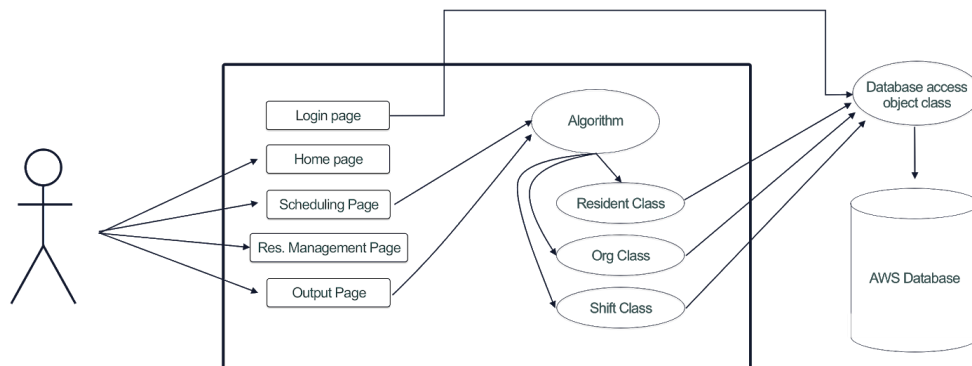 Login page
Home page
Scheduling Page
Res. Management Page
Output Page
Algorithm
Resident Class
Org Class
Shift Class
Database access
object class
AWS Database